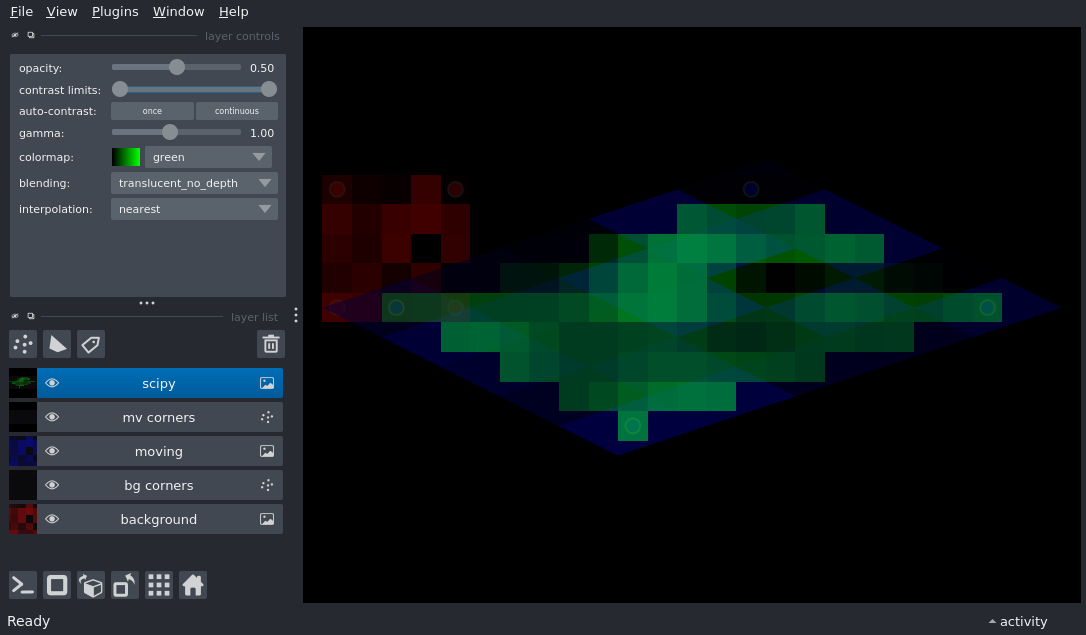 File View Plugins Window Help
layer controls
opacity: 0.50
contrast limits:
auto-contrast: once continuous
gamma: 1.00
colormap: green
blending: translucent_no_depth
interpolation: nearest
layer list
scipy
mv corners
moving
bg corners
background
Ready
activity